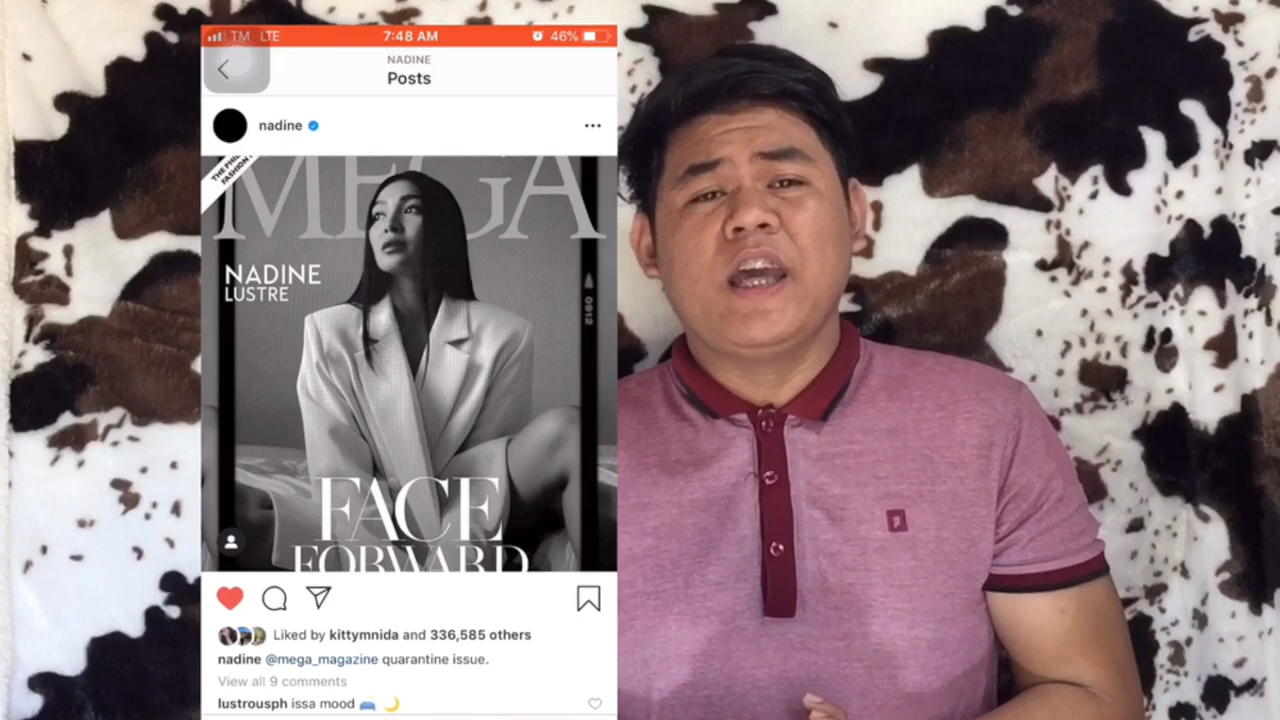 TM LTE
7:48 AM
46%
NADINE
Posts
nadine
MEGA
NADINE
LUSTRE
0912
FACE
FORWARD
Liked by kittymnida and 336,585 others
nadine @mega_magazine quarantine issue.
View all 9 comments
lustrousph issa mood